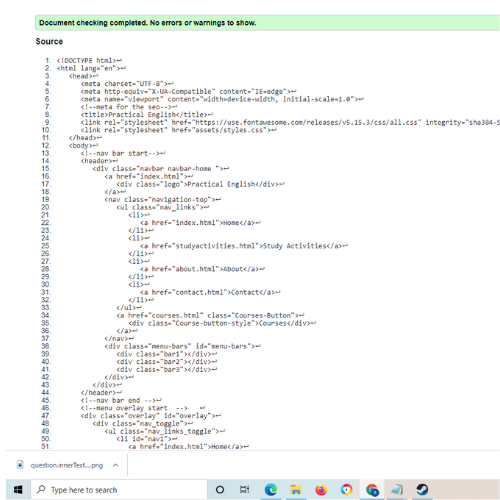 Document checking completed. No errors or warnings to show.
Source
1. <!DOCTYPE html>↩
2. <html lang="en">↩
3. <head>↩
4. <meta charset="UTF-8">↩
5. <meta http-equiv="X-UA-Compatible" content="IE=edge">↩
6. <meta name="viewport" content="width=device-width, initial-scale=1.0">↩
7. <!--meta for the seo-->↩
8. <title>Practical English</title>↩
9. <link rel="stylesheet" href="https://use.fontawesome.com/releases/v5.15.3/css/all.css" integrity="sha384-S
10. <link rel="stylesheet" href="assets/styles.css">↩
11. </head>↩
12. <body>↩
13. <!--nav bar start-->↩
14. <header>↩
15. <div class="navbar navbar-home ">↩
16. <a href="index.html">↩
17. <div class="logo">Practical English</div>↩
18. </a>↩
19. <nav class="navigation-top">↩
20. <ul class="nav_links">↩
21. <li>↩
22. <a href="index.html">Home</a>↩
23. </li>↩
24. <li>↩
25. <a href="studyactivities.html">Study Activities</a>↩
26. </li>↩
27. <li>↩
28. <a href="about.html">About</a>↩
29. </li>↩
30. <li>↩
31. <a href="contact.html">Contact</a>↩
32. </li>↩
33. </ul>↩
34. <a href="courses.html" class="Courses-Button">↩
35. <div class="Course-button-style">Courses</div>↩
36. </a>↩
37. </nav>↩
38. <div class="menu-bars" id="menu-bars">↩
39. <div class="bar1"></div>↩
40. <div class="bar2"></div>↩
41. <div class="bar3"></div>↩
42. </div>↩
43. </div>↩
44. </header>↩
45. <!--nav bar end -->↩
46. <!--menu overlay start --> ↩
47. <div class="overlay" id="overlay">↩
48. <div class="nav_toggle">↩
49. <ul class="nav_links_toggle">↩
50. <li id="nav1">↩
51. <a href="index.html">Home</a>↩
question.innerText....png
Type here to search